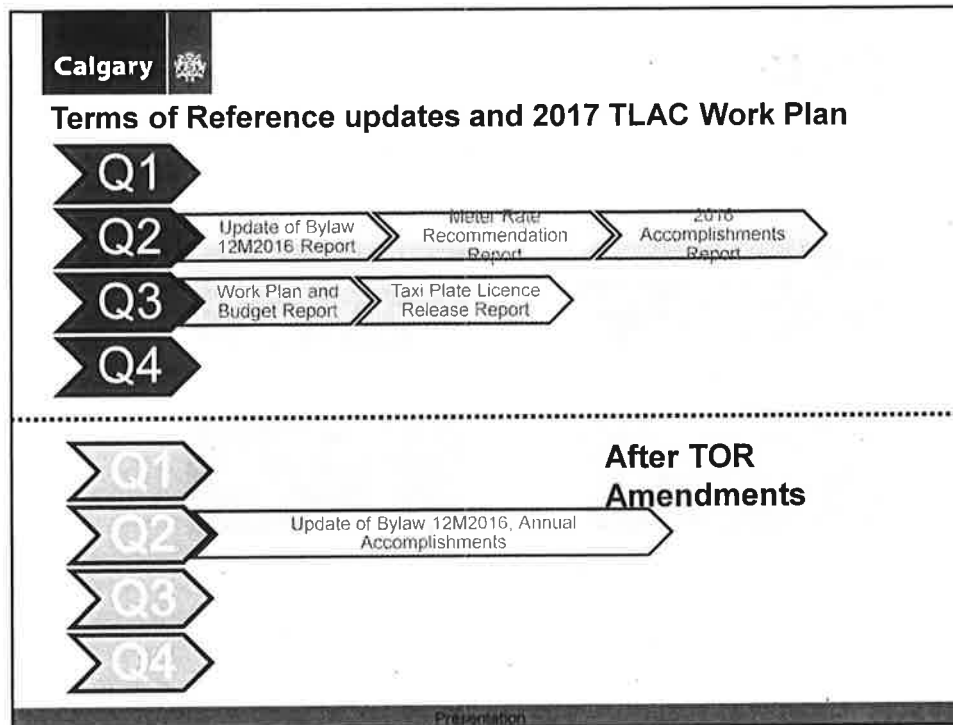 Calgary
Terms of Reference updates and 2017 TLAC Work Plan
Q1
Q2
Update of Bylaw
12M2016 Report
Meter Rate
Recommendation
Report
2016
Accomplishments
Report
Q3
Work Plan and
Budget Report
Taxi Plate Licence
Release Report
Q4
After TOR
Amendments
Q1
Q2
Update of Bylaw 12M2016, Annual
Accomplishments
Q3
Q4
Presentation